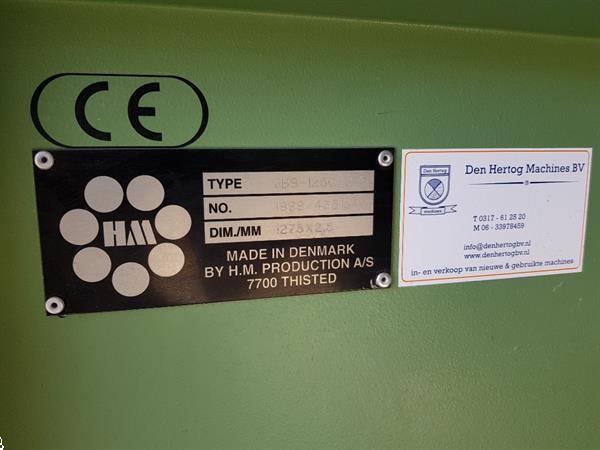 CE
HM
TYPE
NO.
DIM./MM 1275X2.5
MADE IN DENMARK
BY H.M. PRODUCTION A/S
7700 THISTED
Den Hertog
machines
Den Hertog Machines BV
T 0317 - 61 25 20
M 06 - 33978459
info@denhertogbv.nl
www.denhertogbv.nl
in- en verkoop van nieuwe & gebruikte machines